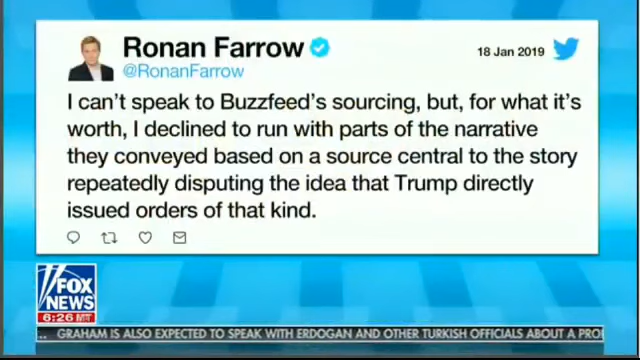 Ronan Farrow
@RonanFarrow
18 Jan 2019
I can't speak to Buzzfeed's sourcing, but, for what it's
worth, I declined to run with parts of the narrative
they conveyed based on a source central to the story
repeatedly disputing the idea that Trump directly
issued orders of that kind.
FOX
NEWS
6:26 MT
.. GRAHAM IS ALSO EXPECTED TO SPEAK WITH ERDOGAN AND OTHER TURKISH OFFICIALS ABOUT A